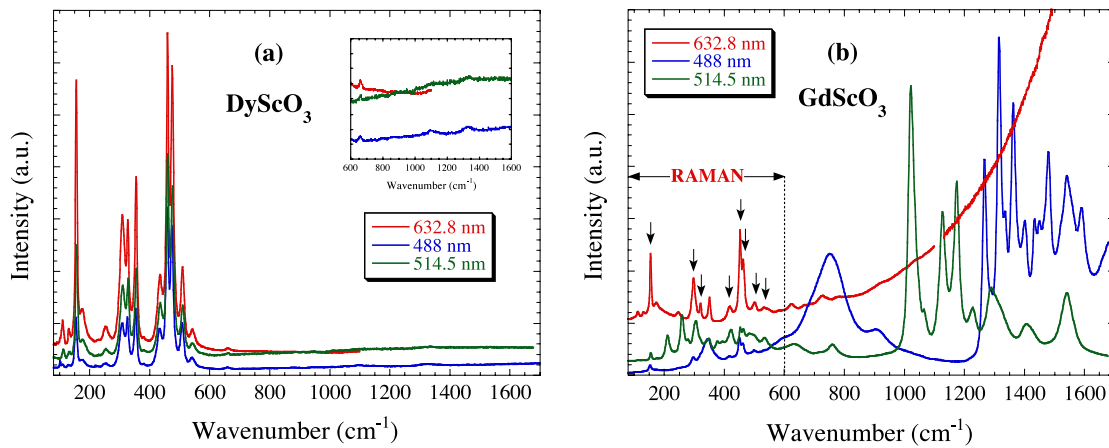 (a)
DyScO3
632.8 nm
488 nm
514.5 nm
Intensity (a.u.)
200 400 600 800 1000 1200 1400 1600
Wavenumber (cm-1)
600 800 1000 1200 1400 1600
Wavenumber (cm-1)
(b)
GdScO3
632.8 nm
488 nm
514.5 nm
RAMAN
Intensity (a.u.)
200 400 600 800 1000 1200 1400 1600
Wavenumber (cm-1)